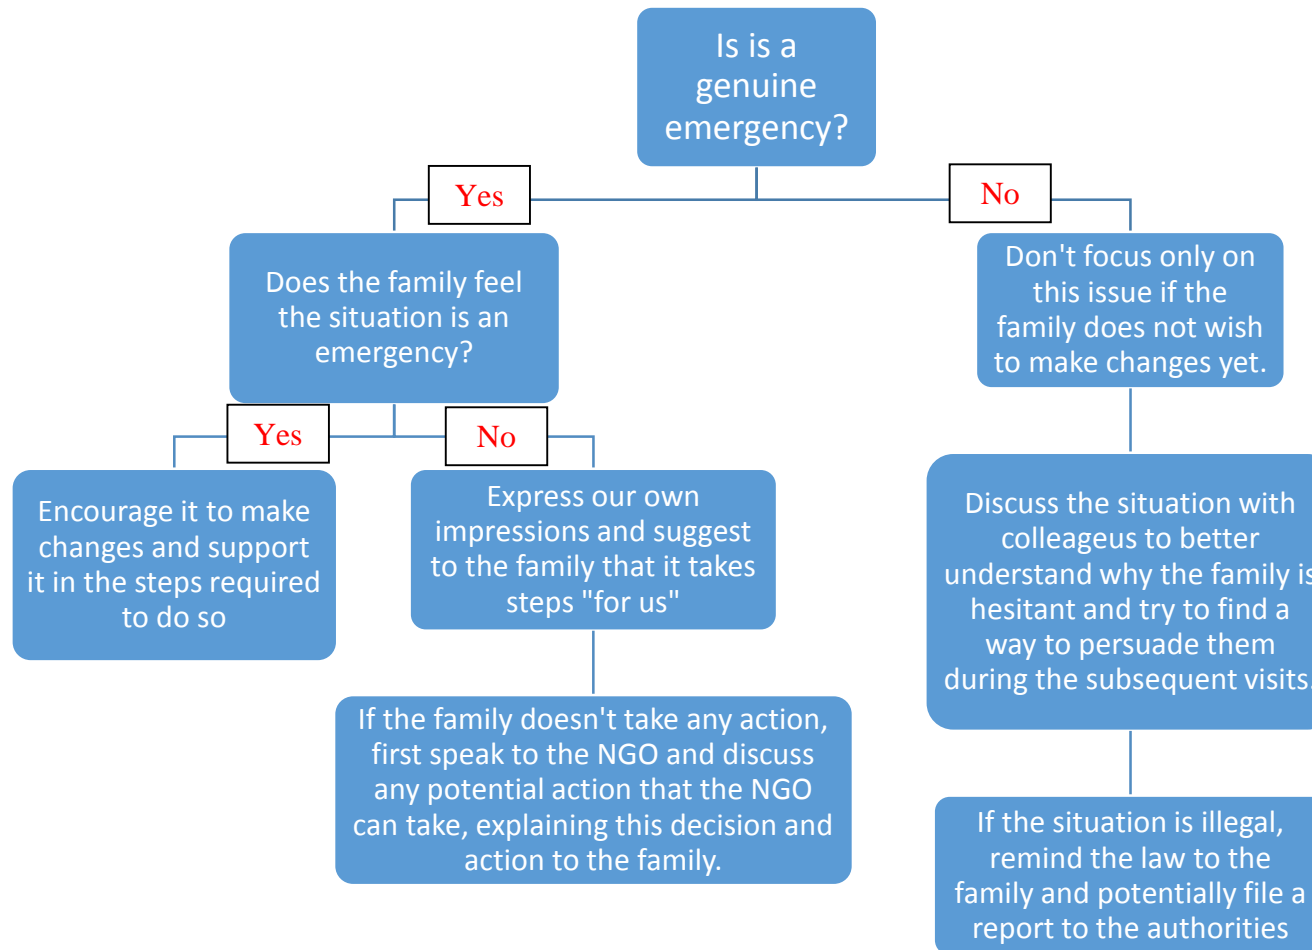 Is is a
genuine
emergency?
Yes
No
Does the family feel
the situation is an
emergency?
Don't focus only on
this issue if the
family does not wish
to make changes yet.
Yes
No
Encourage it to make
changes and support
it in the steps required
to do so
Express our own
impressions and suggest
to the family that it takes
steps "for us"
Discuss the situation with
colleageus to better
understand why the family is
hesitant and try to find a
way to persuade them
during the subsequent visits.
If the family doesn't take any action,
first speak to the NGO and discuss
any potential action that the NGO
can take, explaining this decision and
action to the family.
If the situation is illegal,
remind the law to the
family and potentially file a
report to the authorities